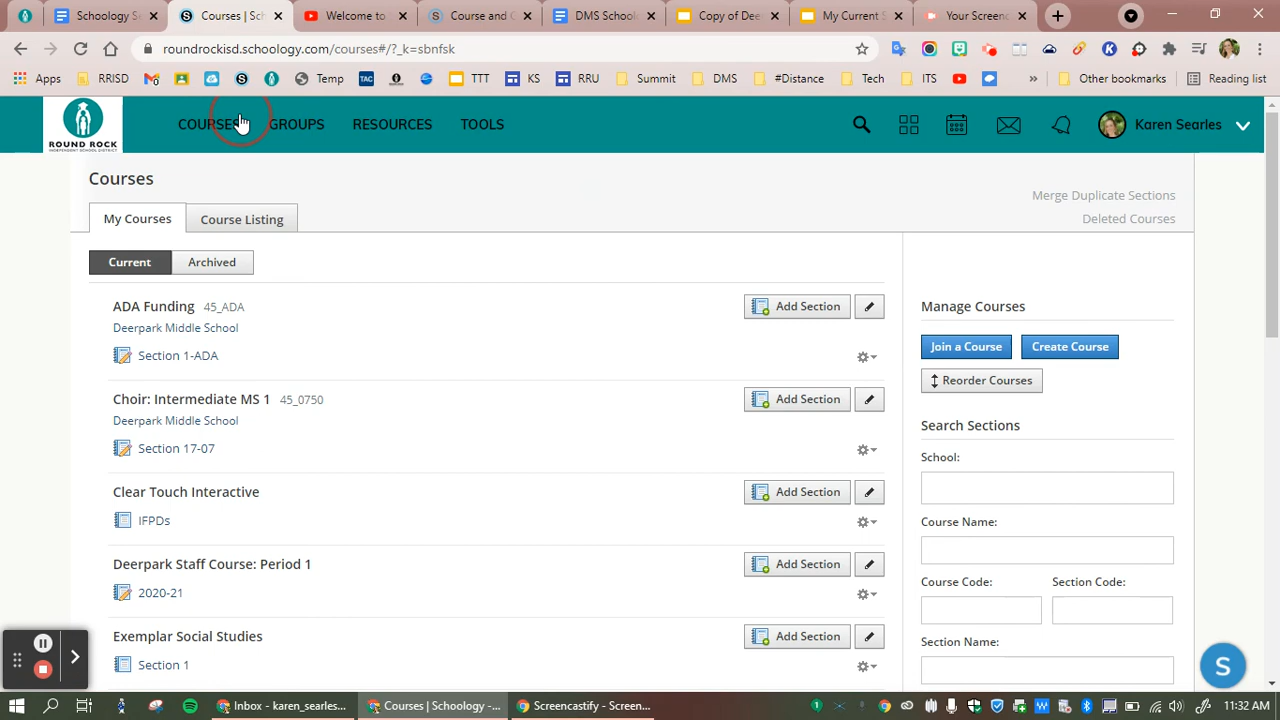 Schoology S
Courses | Sch
Welcome to
Course and C
DMS School
Copy of Dee
My Current S
Your Screen
roundrockisd.schoology.com/courses#/?_k=sbnfsk
Apps RRISD Temp TTT KS RRU Summit DMS #Distance Tech ITS » Other bookmarks Reading list
ROUND ROCK
INDEPENDENT SCHOOL DISTRICT
COURSES GROUPS RESOURCES TOOLS Karen Searles
Courses
Merge Duplicate Sections
Deleted Courses
My Courses Course Listing
Current Archived
ADA Funding 45_ADA Add Section
Deerpark Middle School
Section 1-ADA
Choir: Intermediate MS 1 45_0750 Add Section
Deerpark Middle School
Section 17-07
Clear Touch Interactive Add Section
IFPDs
Deerpark Staff Course: Period 1 Add Section
2020-21
Exemplar Social Studies Add Section
Section 1
Manage Courses
Join a Course Create Course
Reorder Courses
Search Sections
School:
Course Name:
Course Code: Section Code:
Section Name:
S
Inbox - karen_searles... Courses | Schoology -... Screencastify - Screen... 11:32 AM